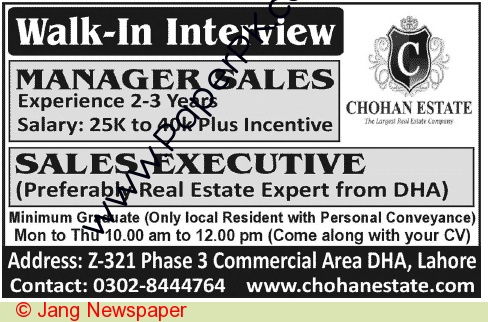 Walk-In Interview
MANAGER SALES
Experience 2-3 Years
Salary: 25K to 40k Plus Incentive
C
CHOHAN ESTATE
The Largest Real Estate Company
SALES EXECUTIVE
(Preferably Real Estate Expert from DHA)
Minimum Graduate (Only local Resident with Personal Conveyance)
Mon to Thu 10.00 am to 12.00 pm (Come along with your CV)
Address: Z-321 Phase 3 Commercial Area DHA, Lahore
Contact: 0302-8444764 www.chohanestate.com
www.PaperPk.com
© Jang Newspaper